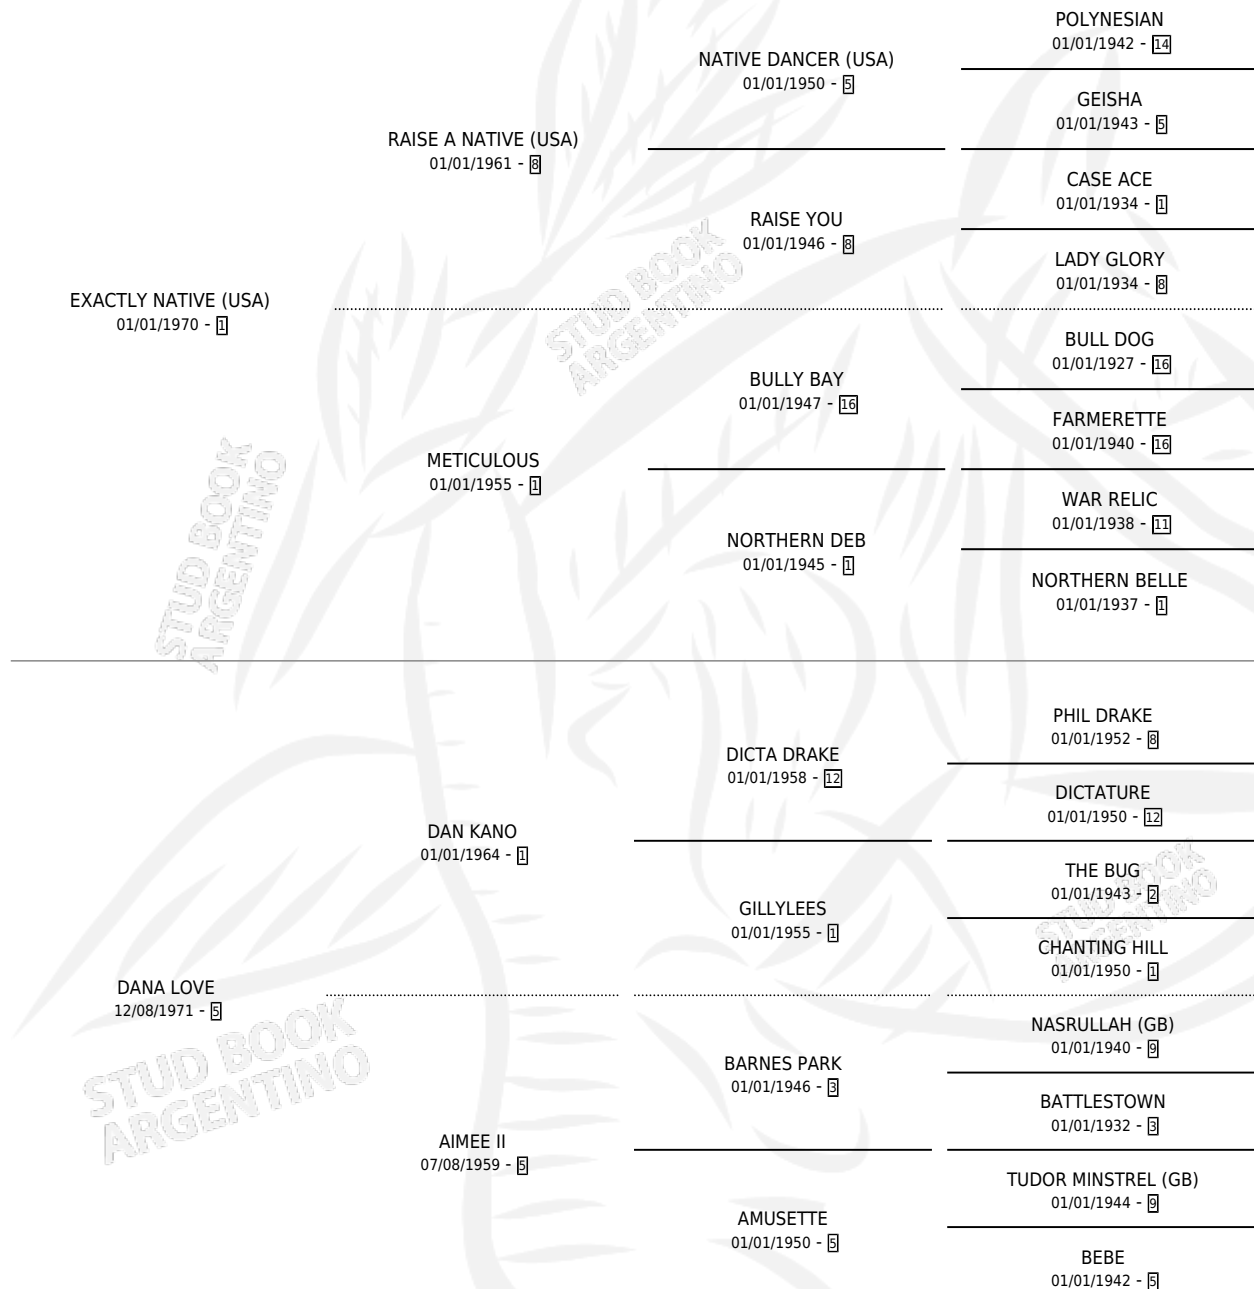 POLYNESIAN
01/01/1942 - 14
NATIVE DANCER (USA)
01/01/1950 - 5
GEISHA
01/01/1943 - 5
RAISE A NATIVE (USA)
01/01/1961 - 8
CASE ACE
01/01/1934 - 1
RAISE YOU
01/01/1946 - 8
LADY GLORY
01/01/1934 - 8
EXACTLY NATIVE (USA)
01/01/1970 - 1
BULL DOG
01/01/1927 - 16
BULLY BAY
01/01/1947 - 16
FARMERETTE
01/01/1940 - 16
METICULOUS
01/01/1955 - 1
WAR RELIC
01/01/1938 - 11
NORTHERN DEB
01/01/1945 - 1
NORTHERN BELLE
01/01/1937 - 1
PHIL DRAKE
01/01/1952 - 8
DICTA DRAKE
01/01/1958 - 12
DICTATURE
01/01/1950 - 12
DAN KANO
01/01/1964 - 1
THE BUG
01/01/1943 - 2
GILLYLEES
01/01/1955 - 1
CHANTING HILL
01/01/1950 - 1
DANA LOVE
12/08/1971 - 5
NASRULLAH (GB)
01/01/1940 - 9
BARNES PARK
01/01/1946 - 3
BATTLESTOWN
01/01/1932 - 3
AIMEE II
07/08/1959 - 5
TUDOR MINSTREL (GB)
01/01/1944 - 9
AMUSETTE
01/01/1950 - 5
BEBE
01/01/1942 - 5
STUD BOOK
ARGENTINO
STUD BOOK
ARGENTINO
STUD BOOK
ARGENTINO
STUD BOOK
ARGENTINO